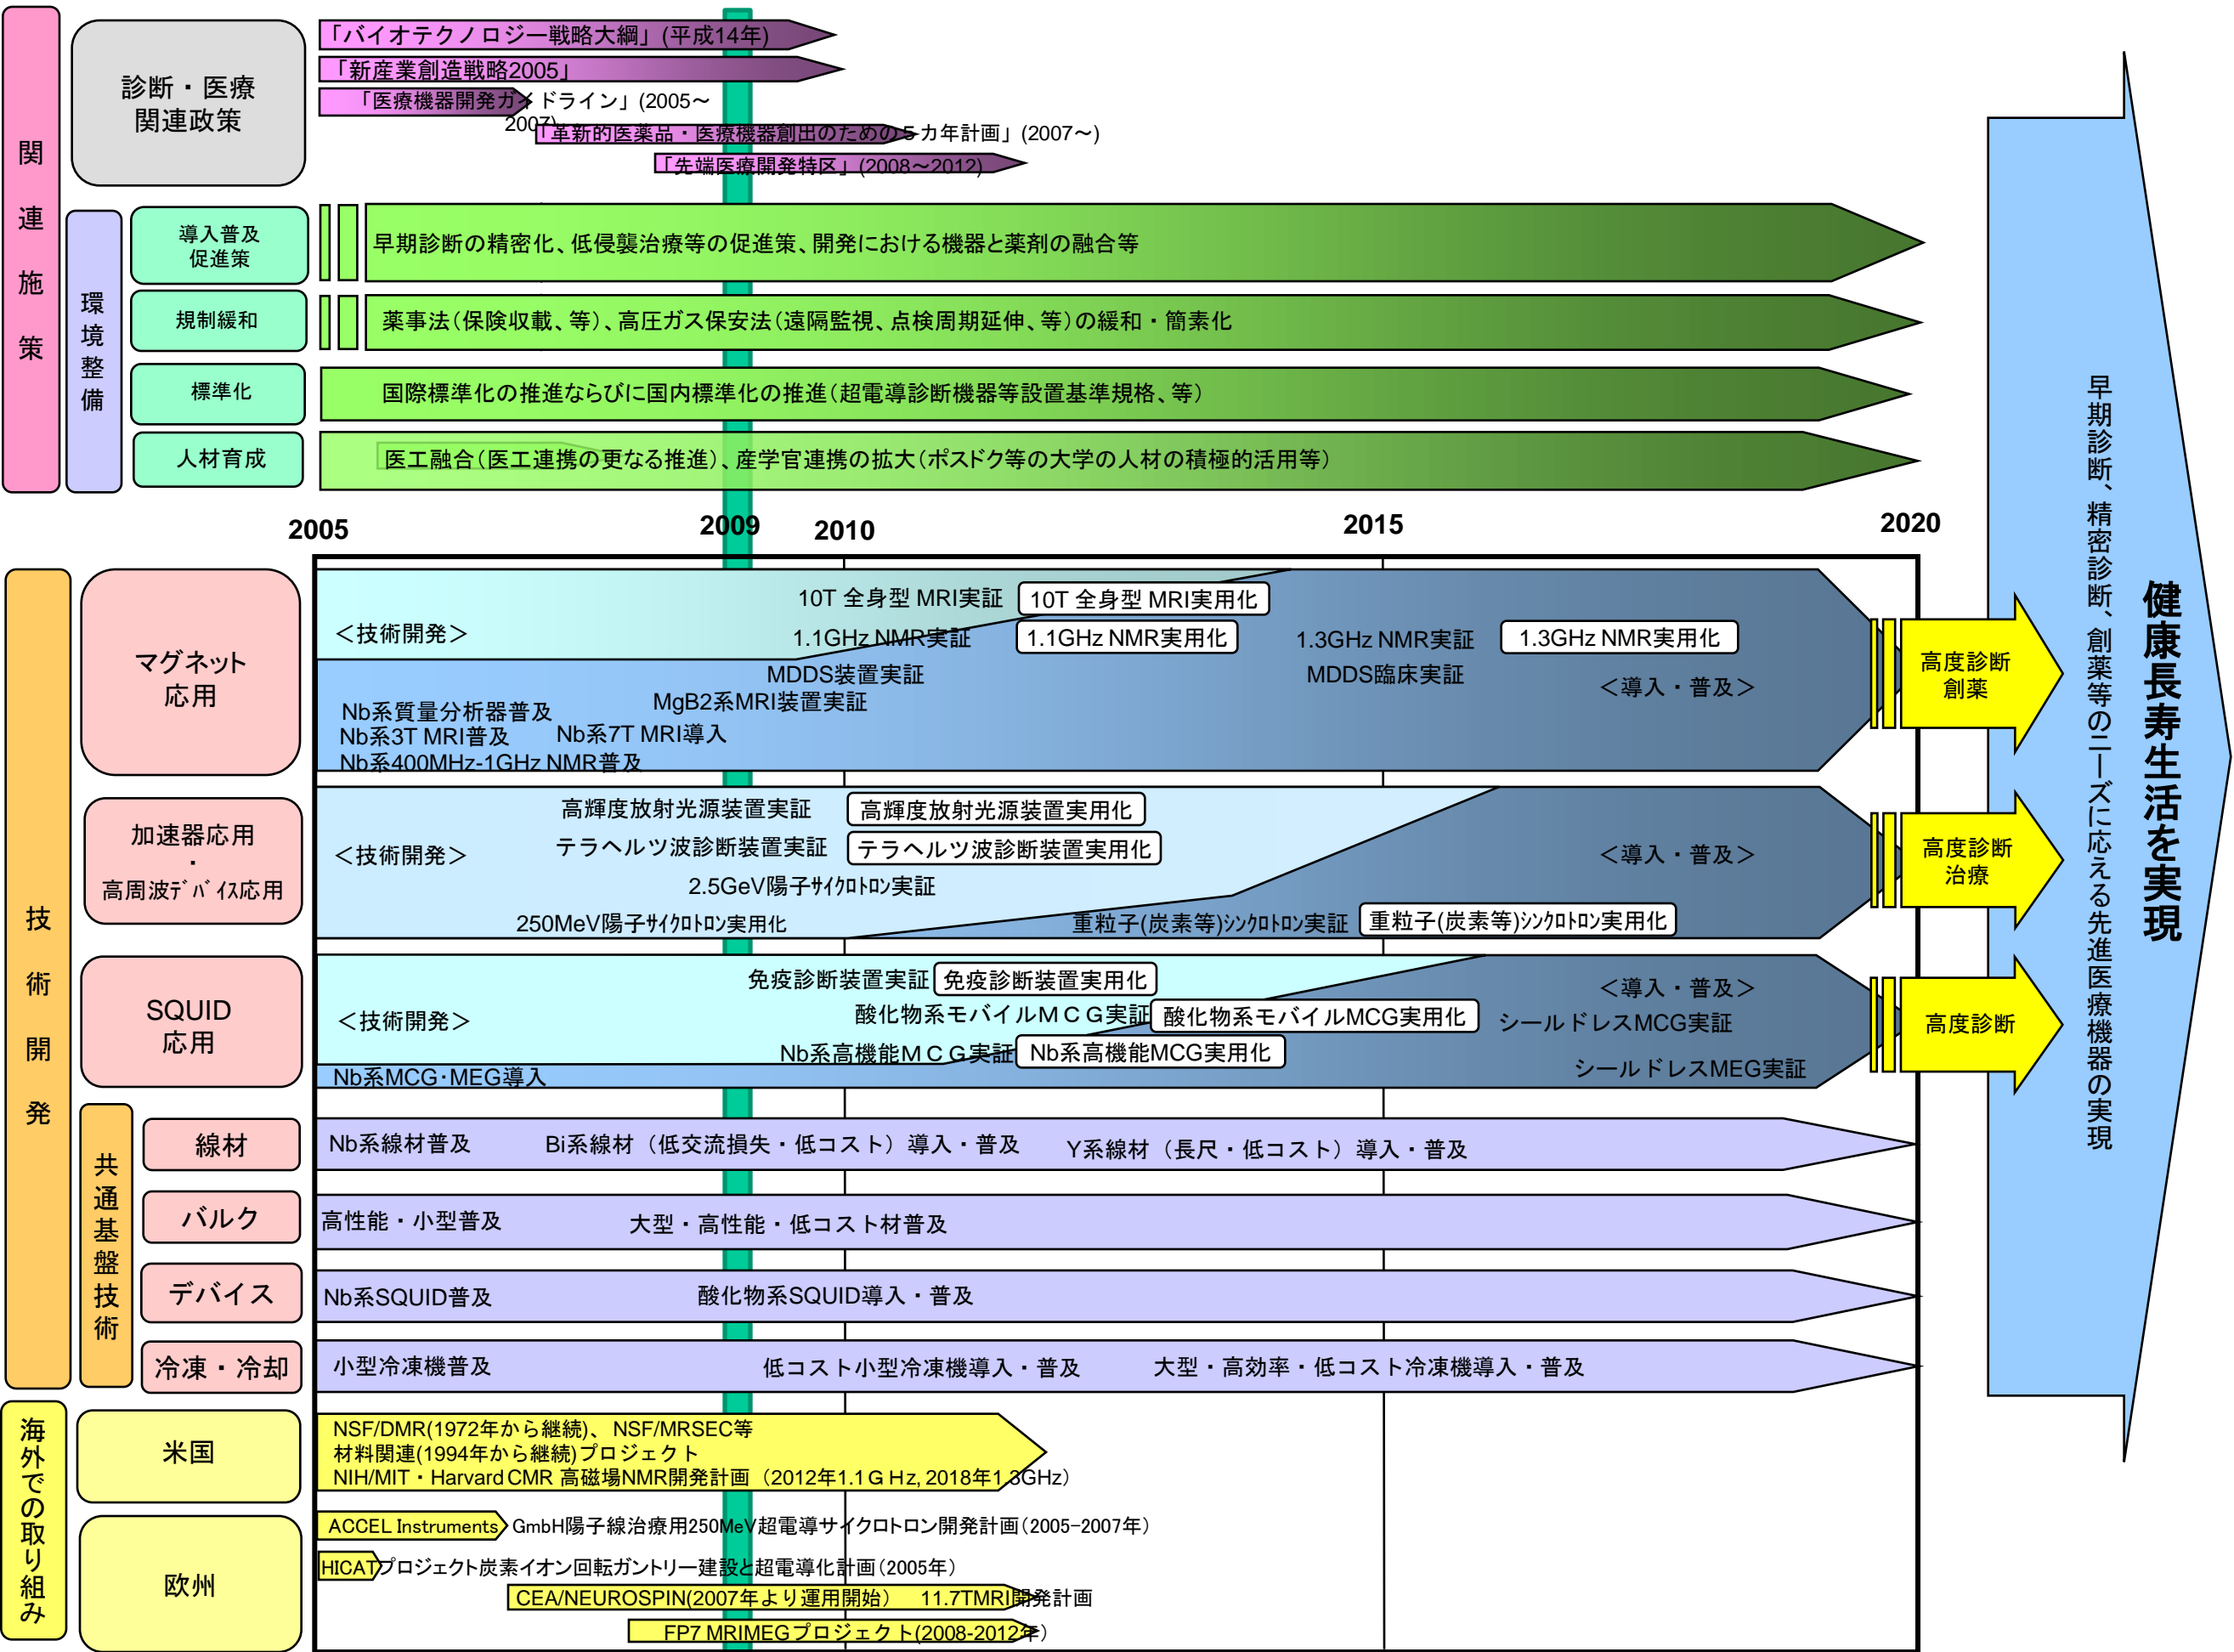 関連施策
診断・医療
関連政策
「バイオテクノロジー戦略大綱」(平成14年)
「新産業創造戦略2005」
「医療機器開発ガイドライン」(2005～
2007)
「革新的医薬品・医療機器創出のための５カ年計画」(2007～)
「先端医療開発特区」(2008～2012)
環境整備
導入普及
促進策
早期診断の精密化、低侵襲治療等の促進策、開発における機器と薬剤の融合等
規制緩和
薬事法（保険収載、等）、高圧ガス保安法（遠隔監視、点検周期延伸、等）の緩和・簡素化
標準化
国際標準化の推進ならびに国内標準化の推進（超電導診断機器等設置基準規格、等）
人材育成
医工融合（医工連携の更なる推進）、産学官連携の拡大（ポスドク等の大学の人材の積極的活用等）
2005
2009
2010
2015
2020
技術開発
マグネット
応用
＜技術開発＞
10T 全身型 MRI実証
10T 全身型 MRI実用化
1.1GHz NMR実証
1.1GHz NMR実用化
1.3GHz NMR実証
1.3GHz NMR実用化
MDDS装置実証
MDDS臨床実証
MgB2系MRI装置実証
＜導入・普及＞
Nb系質量分析器普及
Nb系3T MRI普及
Nb系7T MRI導入
Nb系400MHz-1GHz NMR普及
高度診断
創薬
加速器応用
・
高周波ﾃﾞﾊﾞｲｽ応用
＜技術開発＞
高輝度放射光源装置実証
高輝度放射光源装置実用化
テラヘルツ波診断装置実証
テラヘルツ波診断装置実用化
2.5GeV陽子ｻｲｸﾛﾄﾛﾝ実証
250MeV陽子ｻｲｸﾛﾄﾛﾝ実用化
重粒子(炭素等)ｼﾝｸﾛﾄﾛﾝ実証
重粒子(炭素等)ｼﾝｸﾛﾄﾛﾝ実用化
＜導入・普及＞
高度診断
治療
SQUID
応用
＜技術開発＞
免疫診断装置実証
免疫診断装置実用化
酸化物系モバイルＭＣＧ実証
酸化物系モバイルMCG実用化
Nb系高機能ＭＣＧ実証
Nb系高機能MCG実用化
＜導入・普及＞
シールドレスMCG実証
シールドレスMEG実証
Nb系MCG・MEG導入
高度診断
共通基盤技術
線材
Nb系線材普及
Bi系線材（低交流損失・低コスト）導入・普及
Y系線材（長尺・低コスト）導入・普及
バルク
高性能・小型普及
大型・高性能・低コスト材普及
デバイス
Nb系SQUID普及
酸化物系SQUID導入・普及
冷凍・冷却
小型冷凍機普及
低コスト小型冷凍機導入・普及
大型・高効率・低コスト冷凍機導入・普及
海外での取り組み
米国
NSF/DMR(1972年から継続)、 NSF/MRSEC等
材料関連(1994年から継続)プロジェクト
NIH/MIT・Harvard CMR 高磁場NMR開発計画（2012年1.1ＧHz, 2018年1.3GHz）
欧州
ACCEL Instruments GmbH陽子線治療用250MeV超電導サイクロトロン開発計画（2005-2007年）
HICATプロジェクト炭素イオン回転ガントリー建設と超電導化計画（2005年）
CEA/NEUROSPIN(2007年より運用開始） 11.7TMRI開発計画
FP7 MRIMEGプロジェクト(2008-2012年）
早期診断、精密診断、創薬等のニーズに応える先進医療機器の実現
健康長寿生活を実現